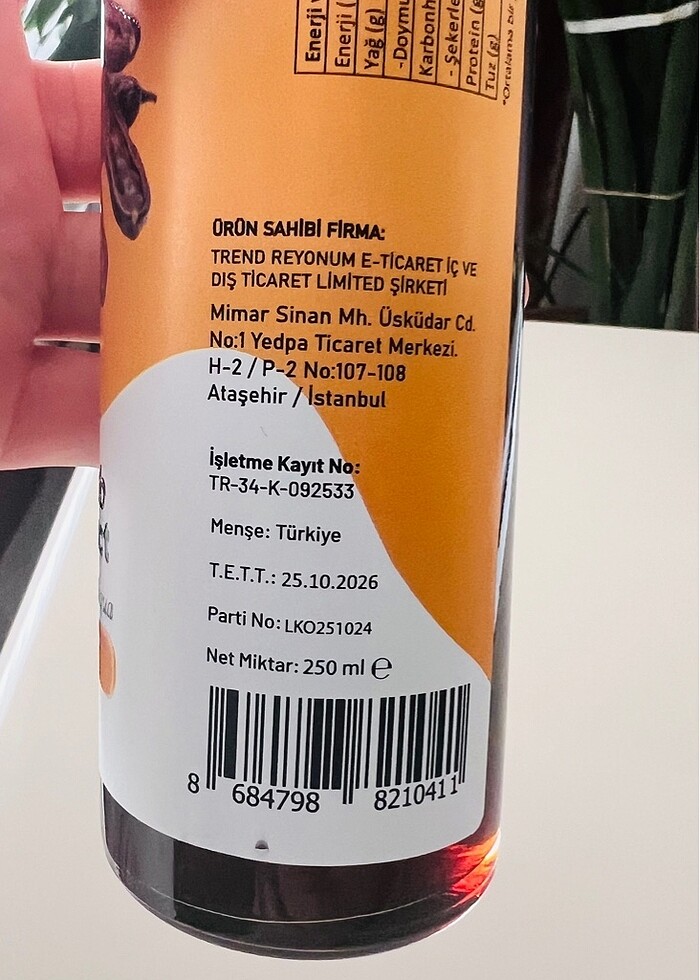 Enerji v
Enerji (
Yağ (g)
-Doymu
Karbonh
- Şekerle
Protein (g
Tuz (g)
*Ortalama bir
ÜRÜN SAHİBİ FİRMA:
TREND REYONUM E-TİCARET İÇ VE
DIŞ TİCARET LİMİTED ŞİRKETİ
Mimar Sinan Mh. Üsküdar Cd.
No:1 Yedpa Ticaret Merkezi.
H-2 / P-2 No:107-108
Ataşehir / İstanbul
İşletme Kayıt No:
TR-34-K-092533
Menşe: Türkiye
T.E.T.T.: 25.10.2026
Parti No: LKO251024
Net Miktar: 250 ml ℮
8 684798 821041